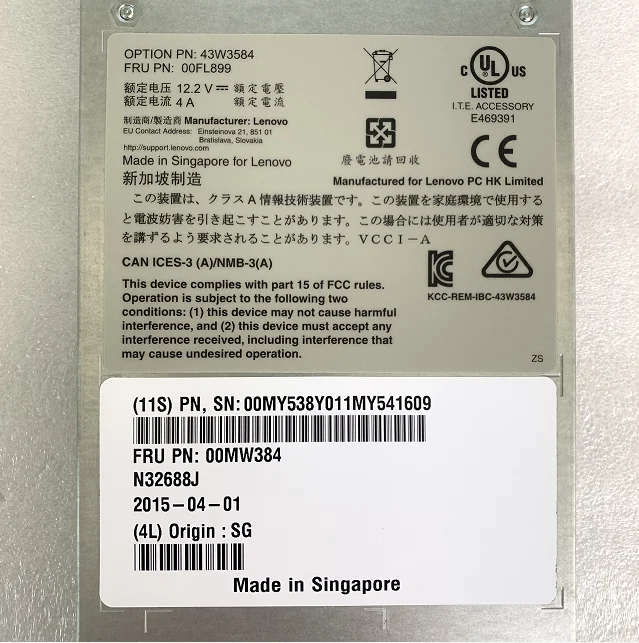 OPTION PN: 43W3584
FRU PN: 00FL899
额定电压 12.2 V 額定電壓
额定电流 4 A 額定電流
制造商/製造商 Manufacturer: Lenovo
EU Contact Address: Einsteinova 21, 851 01
Bratislava, Slovakia
http://support.lenovo.com
Made in Singapore for Lenovo
新加坡制造
C UL US
LISTED
I.T.E. ACCESSORY
E469391
廢電池請回收
CE
Manufactured for Lenovo PC HK Limited
この装置は、クラスA情報技術装置です。この装置を家庭環境で使用する
と電波妨害を引き起こすことがあります。この場合には使用者が適切な対策
を講ずるよう要求されることがあります。VCCI-A
CAN ICES-3 (A)/NMB-3(A)
KCC-REM-IBC-43W3584
This device complies with part 15 of FCC rules.
Operation is subject to the following two
conditions: (1) this device may not cause harmful
interference, and (2) this device must accept any
interference received, including interference that
may cause undesired operation.
ZS
(11S) PN, SN: 00MY538Y011MY541609
FRU PN: 00MW384
N32688J
2015-04-01
(4L) Origin : SG
Made in Singapore